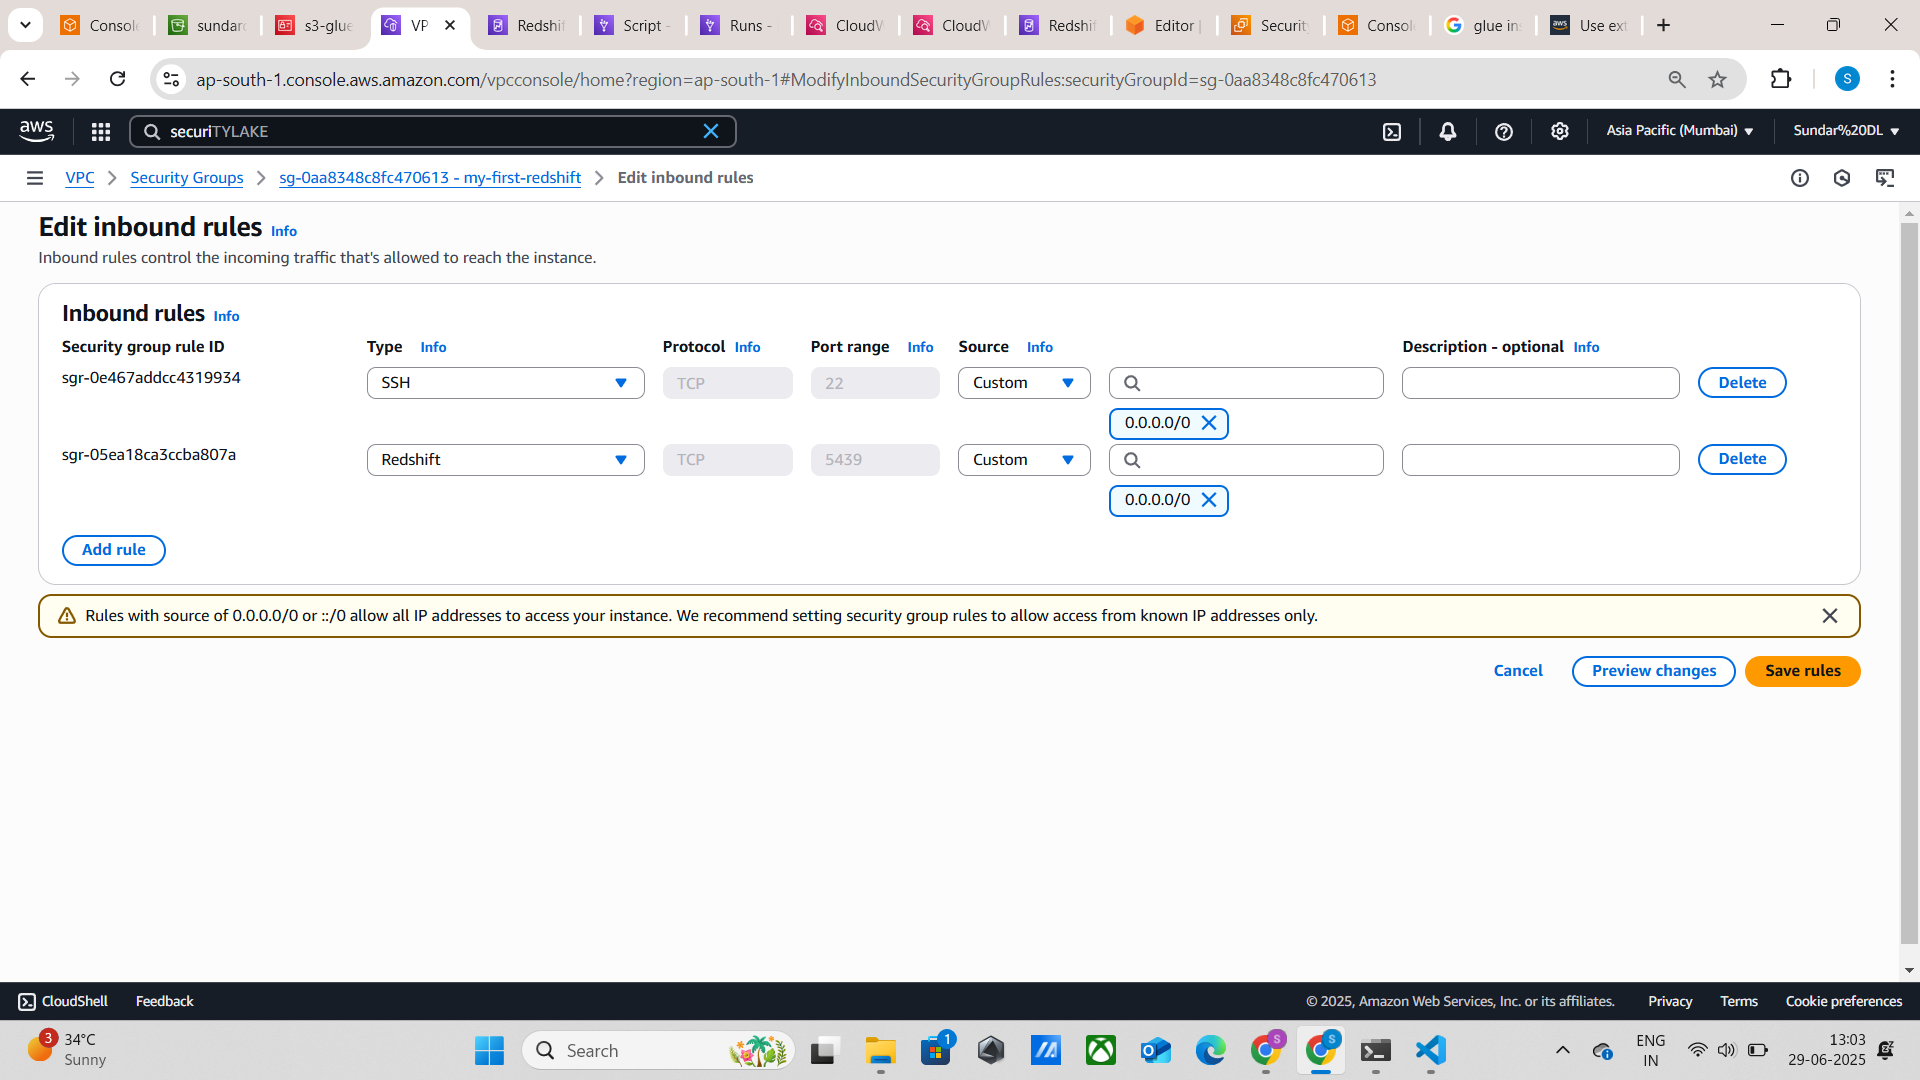 Console
sundar
s3-glue
VP
Redshif
Script -
Runs -
CloudW
CloudW
Redshif
Editor |
Security
Consol
glue in
Use ext
ap-south-1.console.aws.amazon.com/vpcconsole/home?region=ap-south-1#ModifyInboundSecurityGroupRules:securityGroupId=sg-0aa8348c8fc470613
S
aws
securiTYLAKE
Asia Pacific (Mumbai)
Sundar%20DL
VPC
Security Groups
sg-0aa8348c8fc470613 - my-first-redshift
Edit inbound rules
Edit inbound rules Info
Inbound rules control the incoming traffic that's allowed to reach the instance.
Inbound rules Info
Security group rule ID
Type Info
Protocol Info
Port range Info
Source Info
Description - optional Info
sgr-0e467addcc4319934
SSH
TCP
22
Custom
Delete
0.0.0.0/0
sgr-05ea18ca3ccba807a
Redshift
TCP
5439
Custom
Delete
0.0.0.0/0
Add rule
Rules with source of 0.0.0.0/0 or ::/0 allow all IP addresses to access your instance. We recommend setting security group rules to allow access from known IP addresses only.
Cancel
Preview changes
Save rules
CloudShell
Feedback
© 2025, Amazon Web Services, Inc. or its affiliates.
Privacy
Terms
Cookie preferences
3
34°C
Sunny
Search
1
S
S
ENG
IN
13:03
29-06-2025